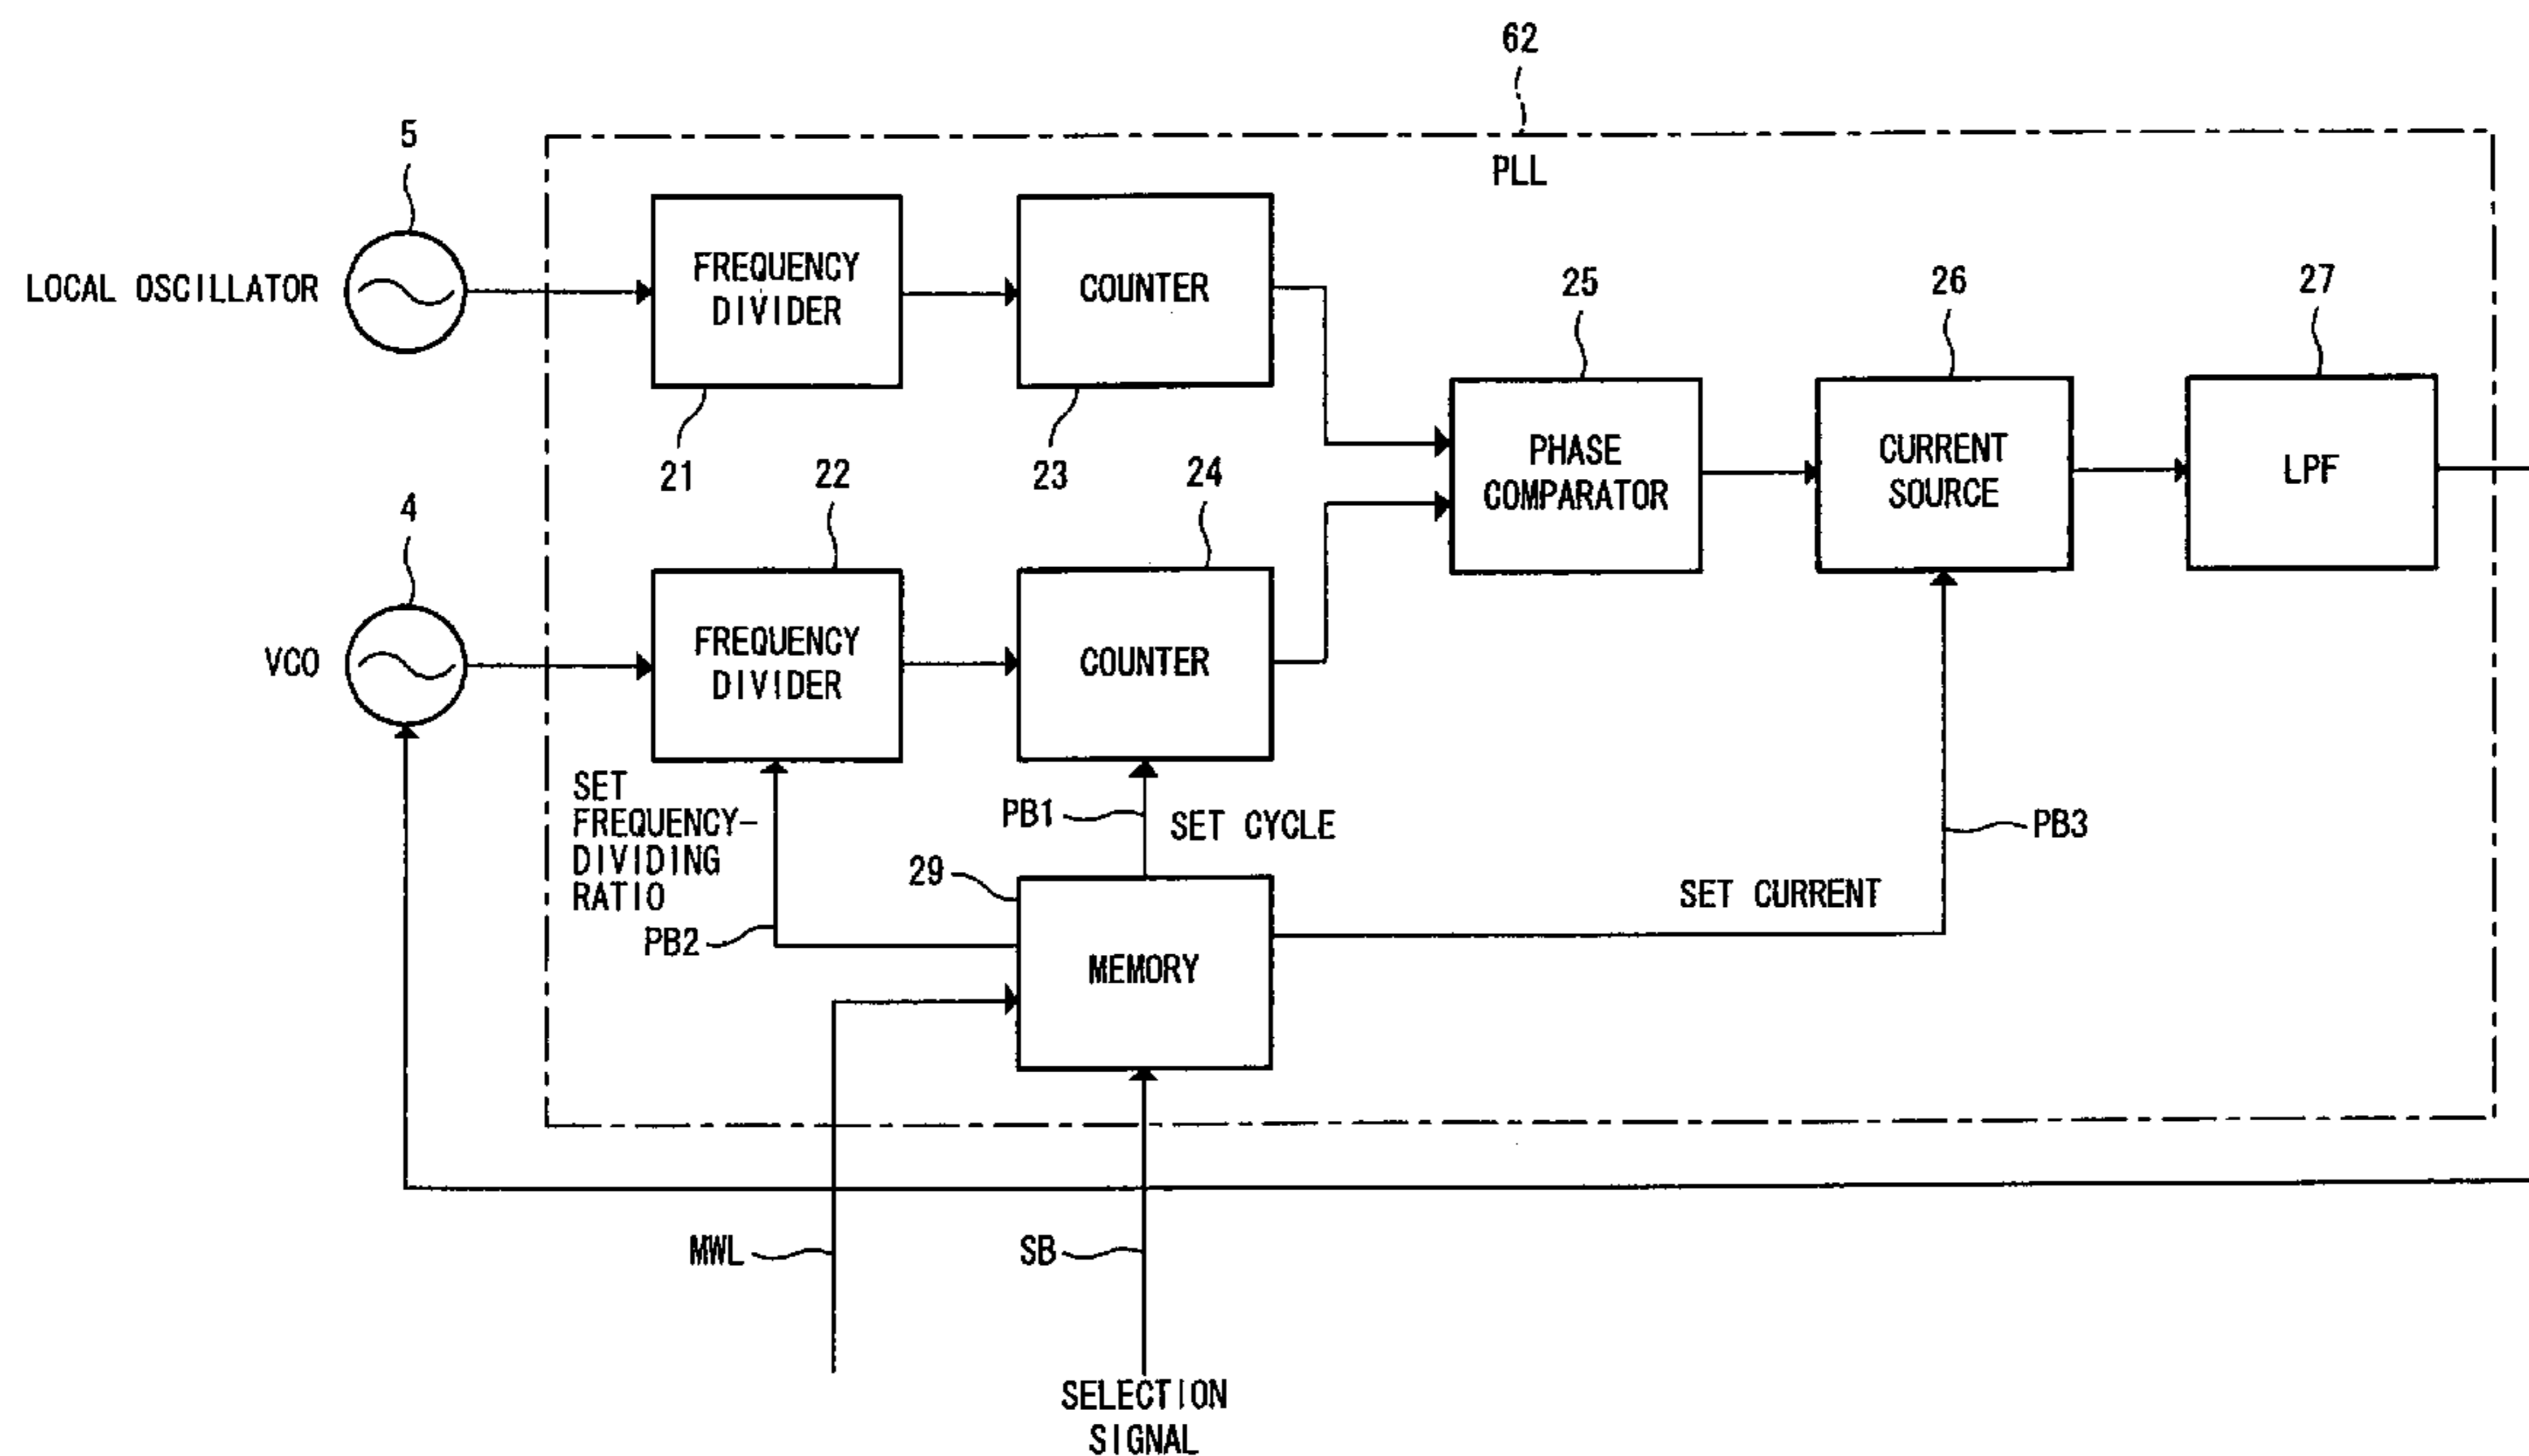 62
5
PLL
LOCAL OSCILLATOR
FREQUENCY
DIVIDER
COUNTER
25
26
27
21
23
PHASE
COMPARATOR
CURRENT
SOURCE
LPF
4
22
24
VCO
FREQUENCY
DIVIDER
COUNTER
SET
FREQUENCY-
DIVIDING
RATIO
PB1
SET CYCLE
PB3
29
SET CURRENT
PB2
MEMORY
MWL
SB
SELECTION
SIGNAL